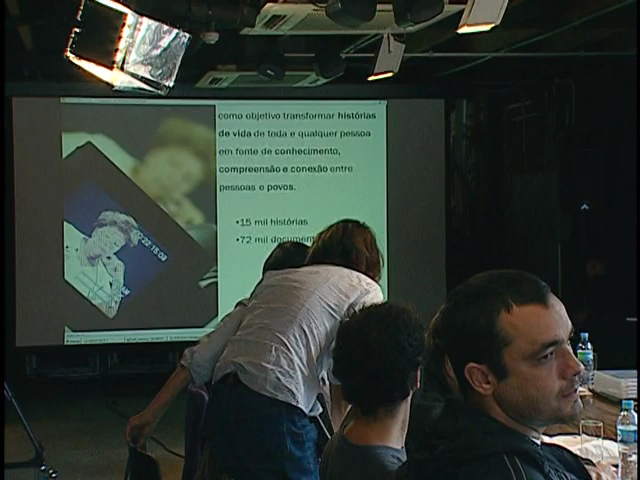 como objetivo transformar histórias
de vida de toda e qualquer pessoa
em fonte de conhecimento,
compreensão e conexão entre
pessoas e povos.
•15 mil histórias
•72 mil documen